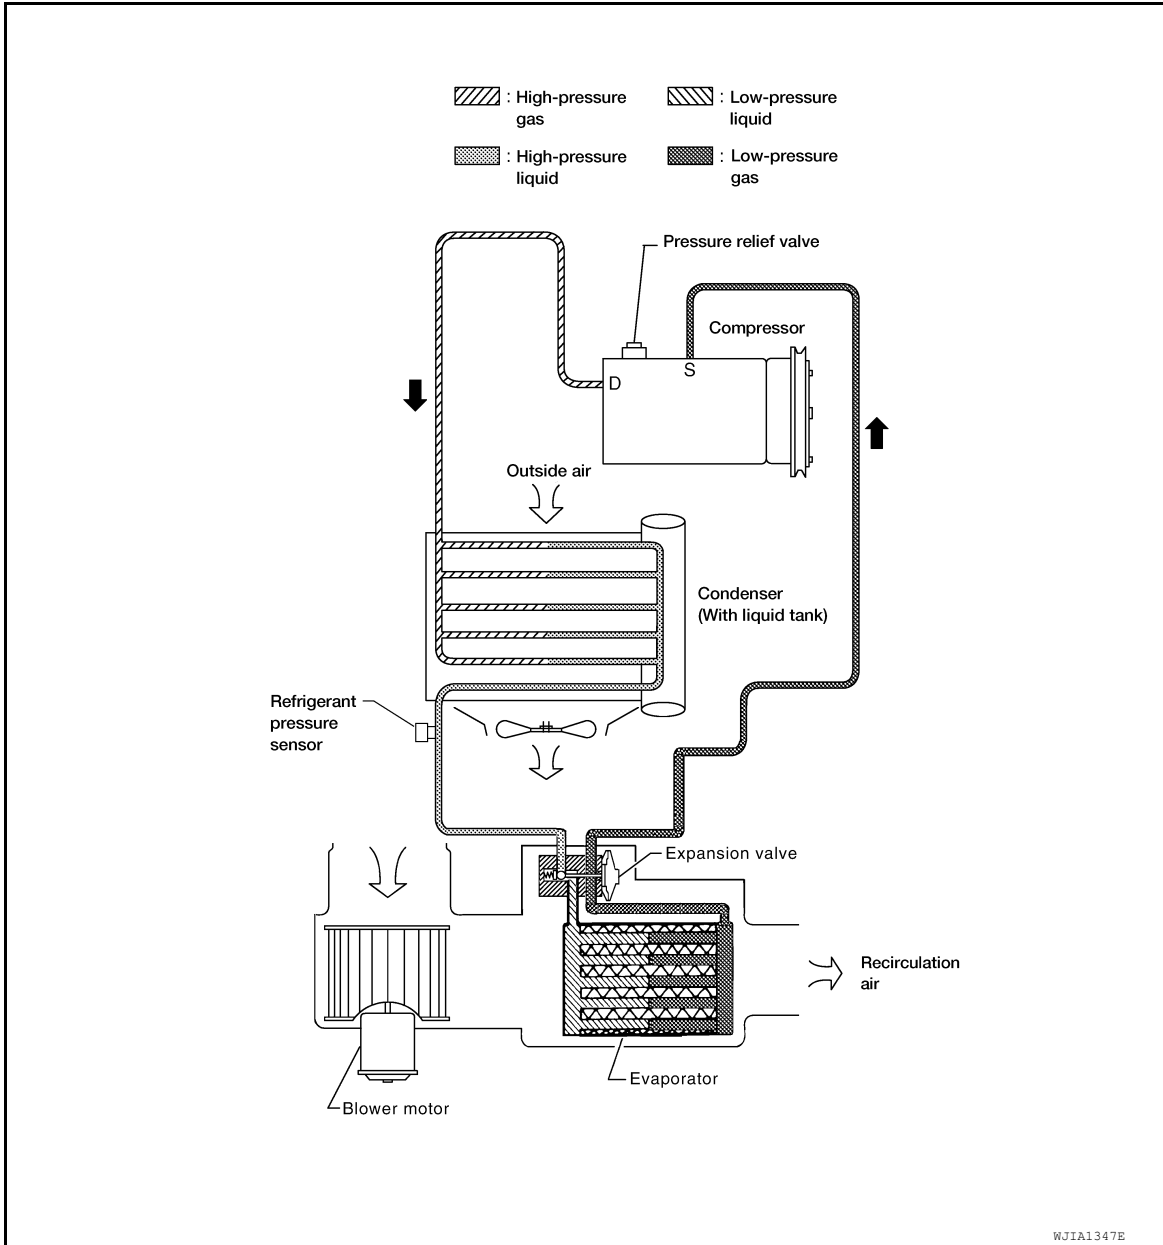 : High-pressure
gas
: Low-pressure
liquid
: High-pressure
liquid
: Low-pressure
gas
Pressure relief valve
Compressor
S
D
Outside air
Condenser
(With liquid tank)
Refrigerant
pressure
sensor
Expansion valve
Recirculation
air
Evaporator
Blower motor
WJIA1347E